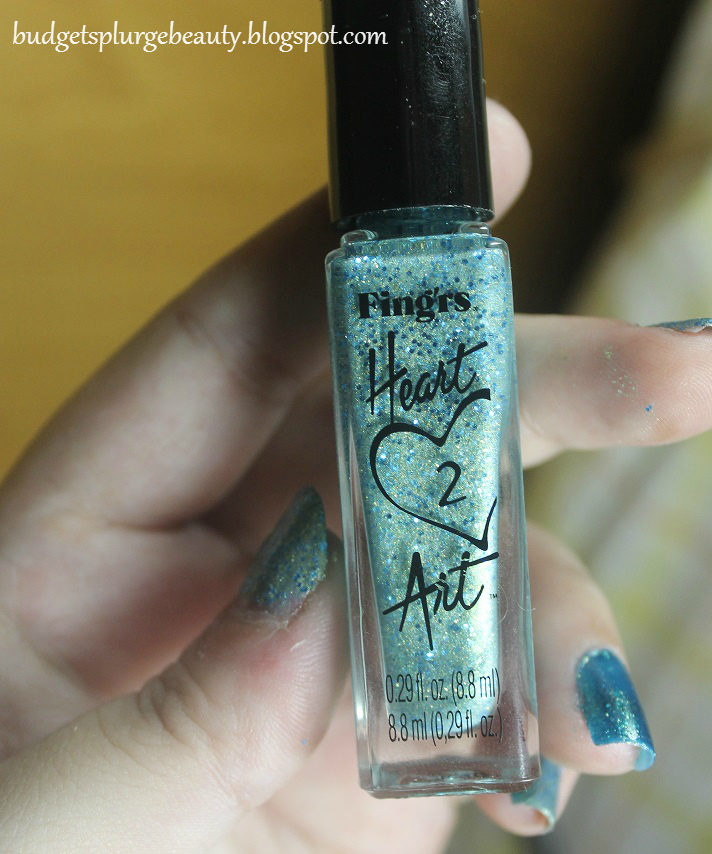 budgetsplurgebeauty.blogspot.com
Fing'rs
Heart
2
Art™
0.29 fl. oz. (8.8 ml)
8.8 ml (0,29 fl. oz.)